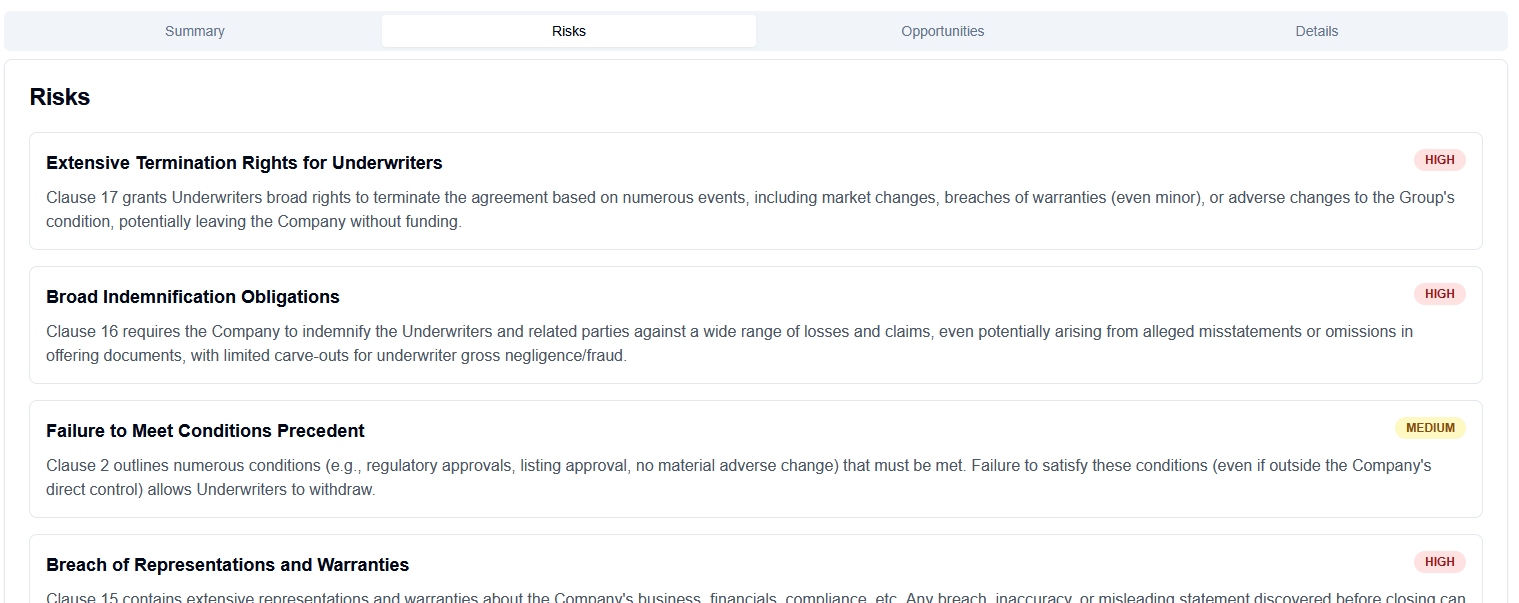 Summary
Risks
Opportunities
Details
Risks
Extensive Termination Rights for Underwriters
HIGH
Clause 17 grants Underwriters broad rights to terminate the agreement based on numerous events, including market changes, breaches of warranties (even minor), or adverse changes to the Group's
condition, potentially leaving the Company without funding.
Broad Indemnification Obligations
HIGH
Clause 16 requires the Company to indemnify the Underwriters and related parties against a wide range of losses and claims, even potentially arising from alleged misstatements or omissions in
offering documents, with limited carve-outs for underwriter gross negligence/fraud.
Failure to Meet Conditions Precedent
MEDIUM
Clause 2 outlines numerous conditions (e.g., regulatory approvals, listing approval, no material adverse change) that must be met. Failure to satisfy these conditions (even if outside the Company's
direct control) allows Underwriters to withdraw.
Breach of Representations and Warranties
HIGH
Clause 15 contains extensive representations and warranties about the Company's business, financials, compliance, etc. Any breach, inaccuracy, or misleading statement discovered before closing can